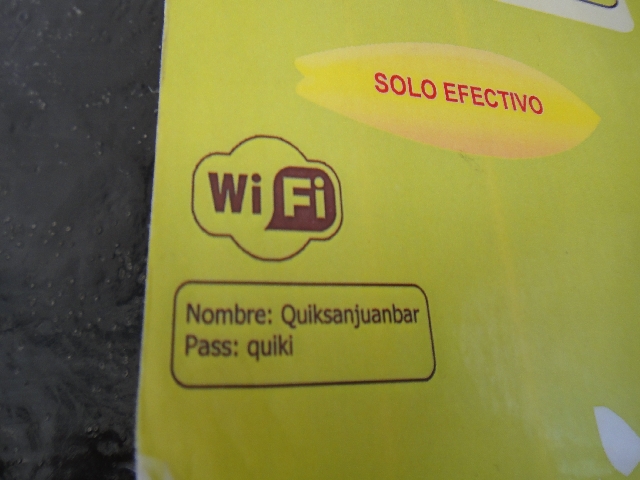 SOLO EFECTIVO
Wi Fi
Nombre: Quiksanjuanbar
Pass: quiki